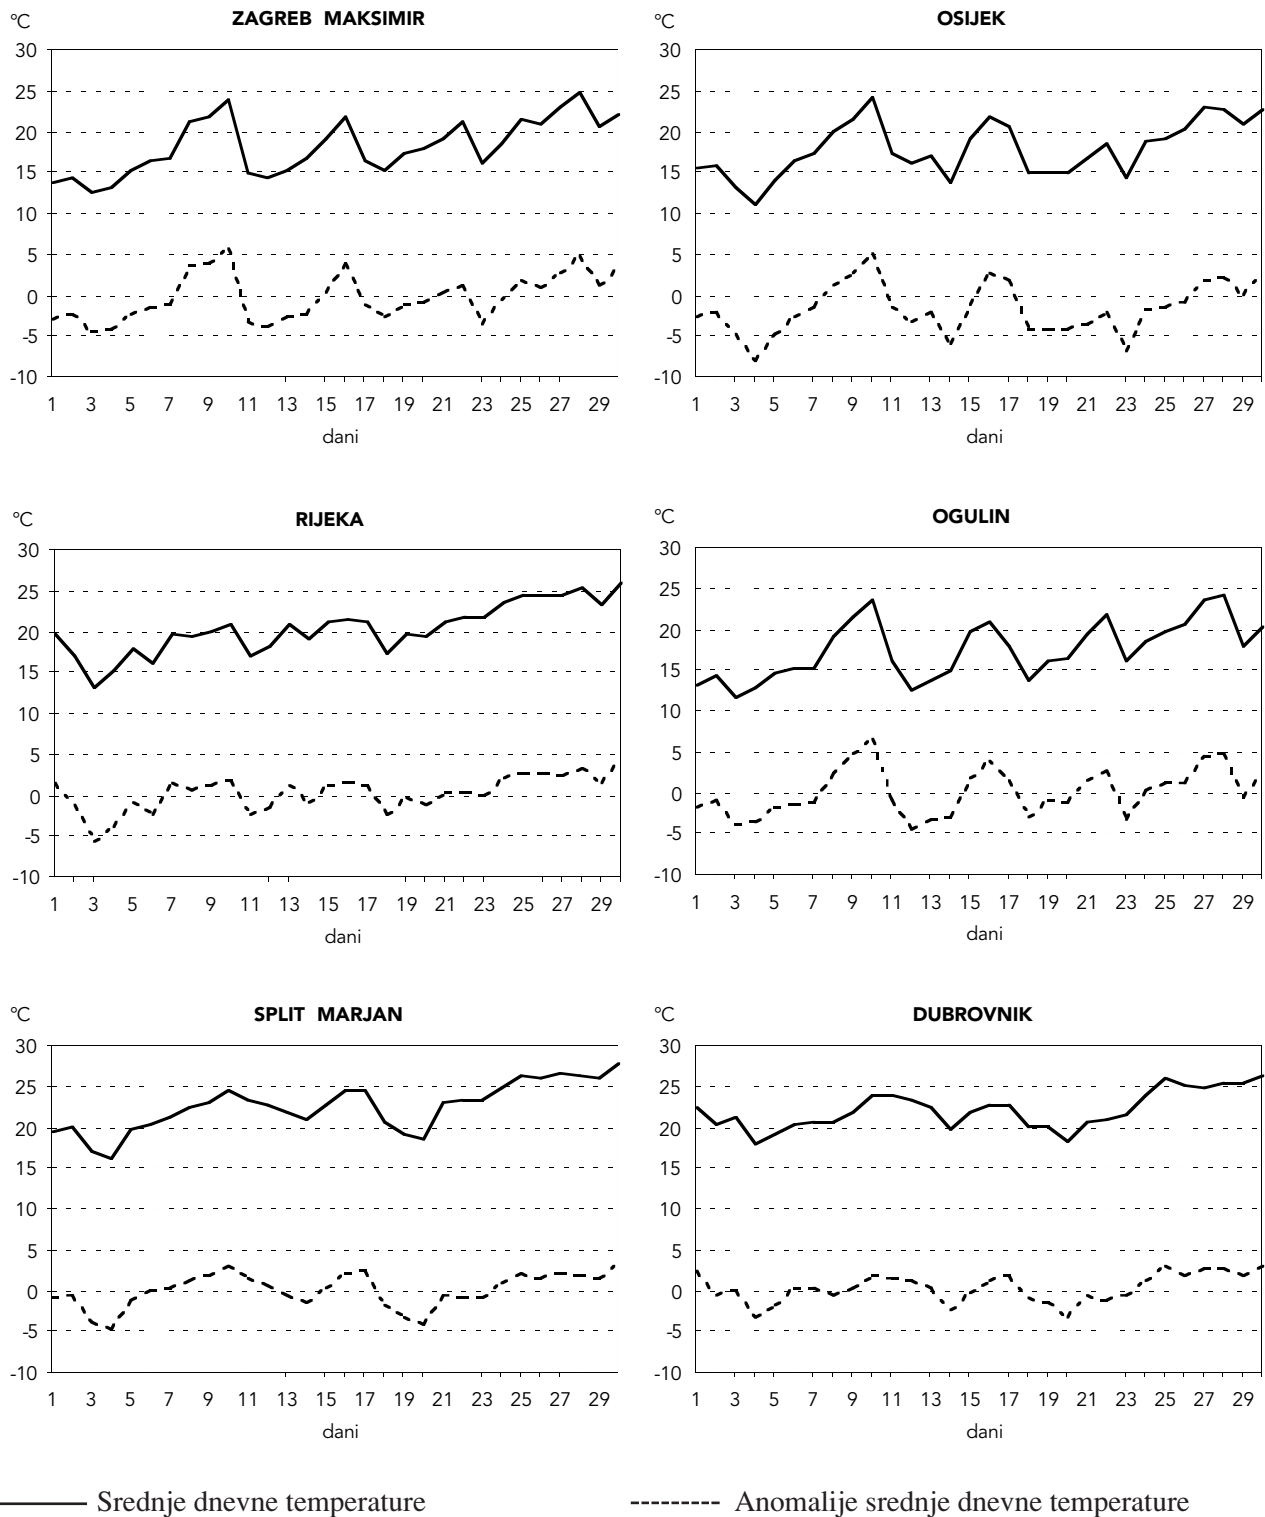 °C ZAGREB MAKSIMIR
30
25
20
15
10
5
0
-5
-10
1 3 5 7 9 11 13 15 17 19 21 23 25 27 29
dani
°C OSIJEK
30
25
20
15
10
5
0
-5
-10
1 3 5 7 9 11 13 15 17 19 21 23 25 27 29
dani
°C RIJEKA
30
25
20
15
10
5
0
-5
-10
1 3 5 7 9 11 13 15 17 19 21 23 25 27 29
dani
°C OGULIN
30
25
20
15
10
5
0
-5
-10
1 3 5 7 9 11 13 15 17 19 21 23 25 27 29
dani
°C SPLIT MARJAN
30
25
20
15
10
5
0
-5
-10
1 3 5 7 9 11 13 15 17 19 21 23 25 27 29
dani
°C DUBROVNIK
30
25
20
15
10
5
0
-5
-10
1 3 5 7 9 11 13 15 17 19 21 23 25 27 29
dani
Srednje dnevne temperature
Anomalije srednje dnevne temperature